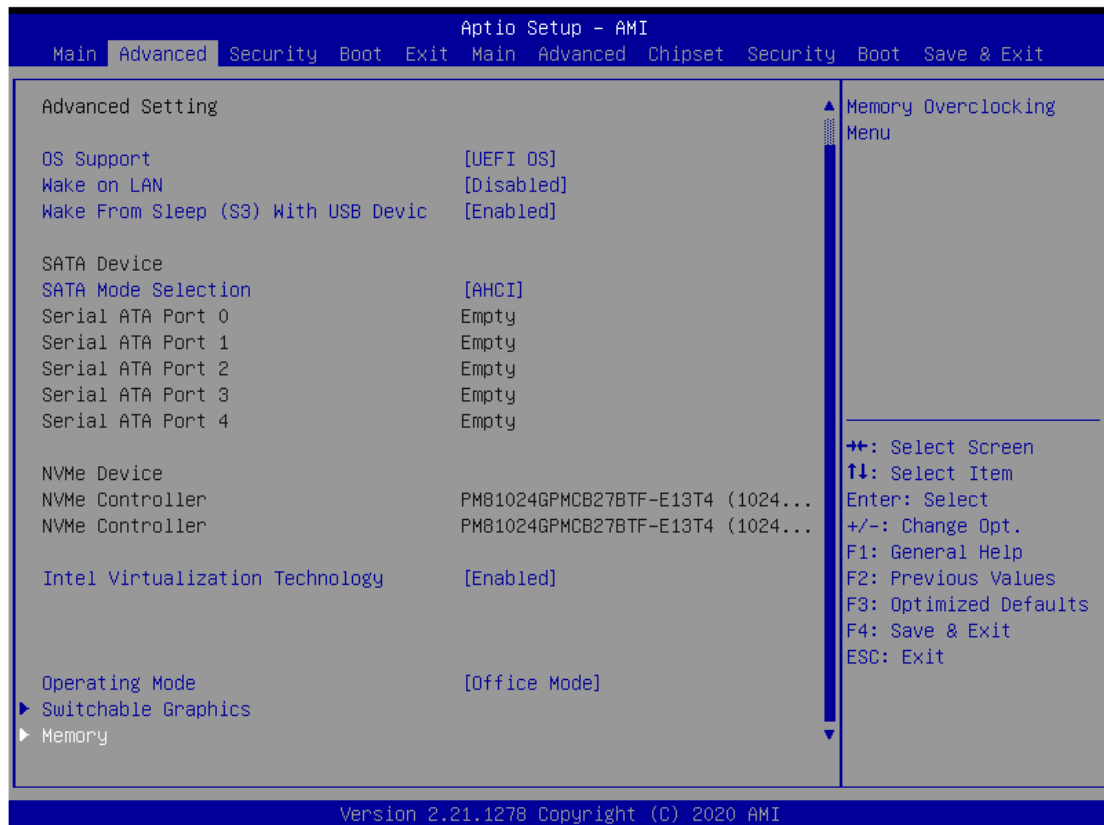 Aptio Setup – AMI
Main Advanced Security Boot Exit Main Advanced Chipset Security Boot Save & Exit
Advanced Setting
OS Support [UEFI OS]
Wake on LAN [Disabled]
Wake From Sleep (S3) With USB Devic [Enabled]
SATA Device
SATA Mode Selection [AHCI]
Serial ATA Port 0 Empty
Serial ATA Port 1 Empty
Serial ATA Port 2 Empty
Serial ATA Port 3 Empty
Serial ATA Port 4 Empty
NVMe Device
NVMe Controller PM81024GPMCB27BTF-E13T4 (1024...
NVMe Controller PM81024GPMCB27BTF-E13T4 (1024...
Intel Virtualization Technology [Enabled]
Operating Mode [Office Mode]
▶ Switchable Graphics
▶ Memory
Memory Overclocking
Menu
→←: Select Screen
↑↓: Select Item
Enter: Select
+/-: Change Opt.
F1: General Help
F2: Previous Values
F3: Optimized Defaults
F4: Save & Exit
ESC: Exit
Version 2.21.1278 Copyright (C) 2020 AMI